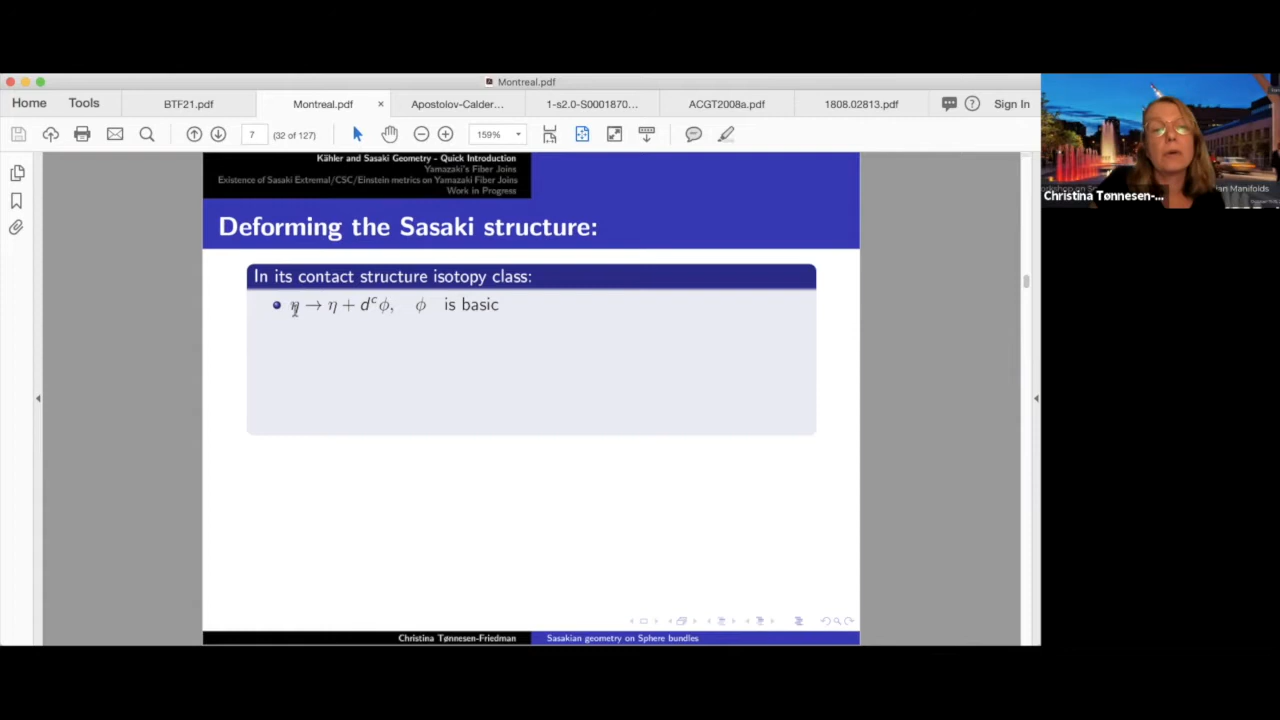 Montreal.pdf
Home Tools BTF21.pdf Montreal.pdf × Apostolov-Calder... 1-s2.0-S0001870... ACGT2008a.pdf 1808.02813.pdf Sign In
7 (32 of 127) 159%
Kähler and Sasaki Geometry - Quick Introduction
Yamazaki's Fiber Joins
Existence of Sasaki Extremal/CSC/Einstein metrics on Yamazaki Fiber Joins
Work in Progress
Deforming the Sasaki structure:
In its contact structure isotopy class:
η → η + dᶜϕ, ϕ is basic
Christina Tønnesen-Friedman Sasakian geometry on Sphere bundles
an Manifolds
Christina Tønnesen-...